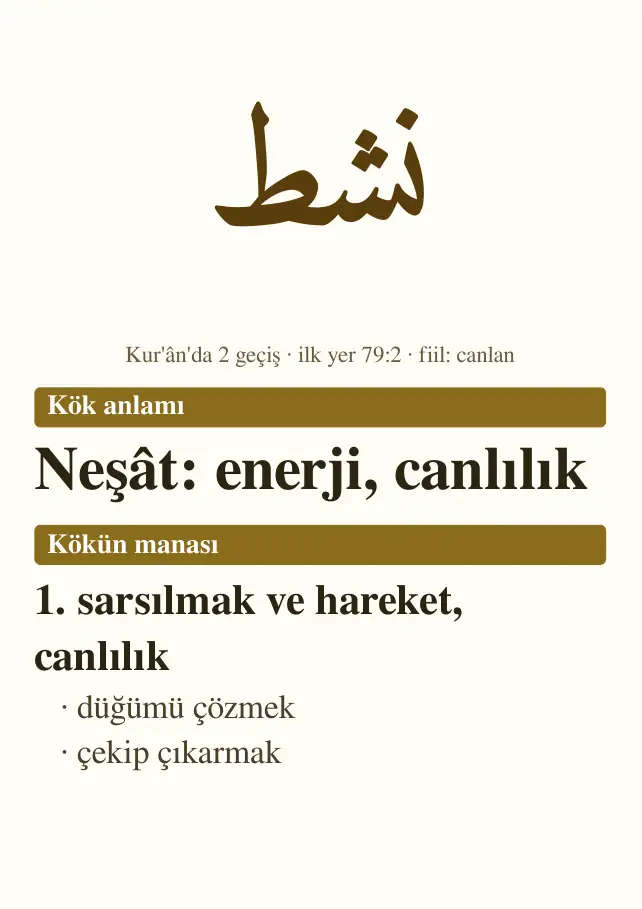 نشط
Kur'ân'da 2 geçiş · ilk yer 79:2 · fiil: canlan
Kök anlamı
Neşât: enerji, canlılık
Kökün manası
1. sarsılmak ve hareket,
canlılık
· düğümü çözmek
· çekip çıkarmak